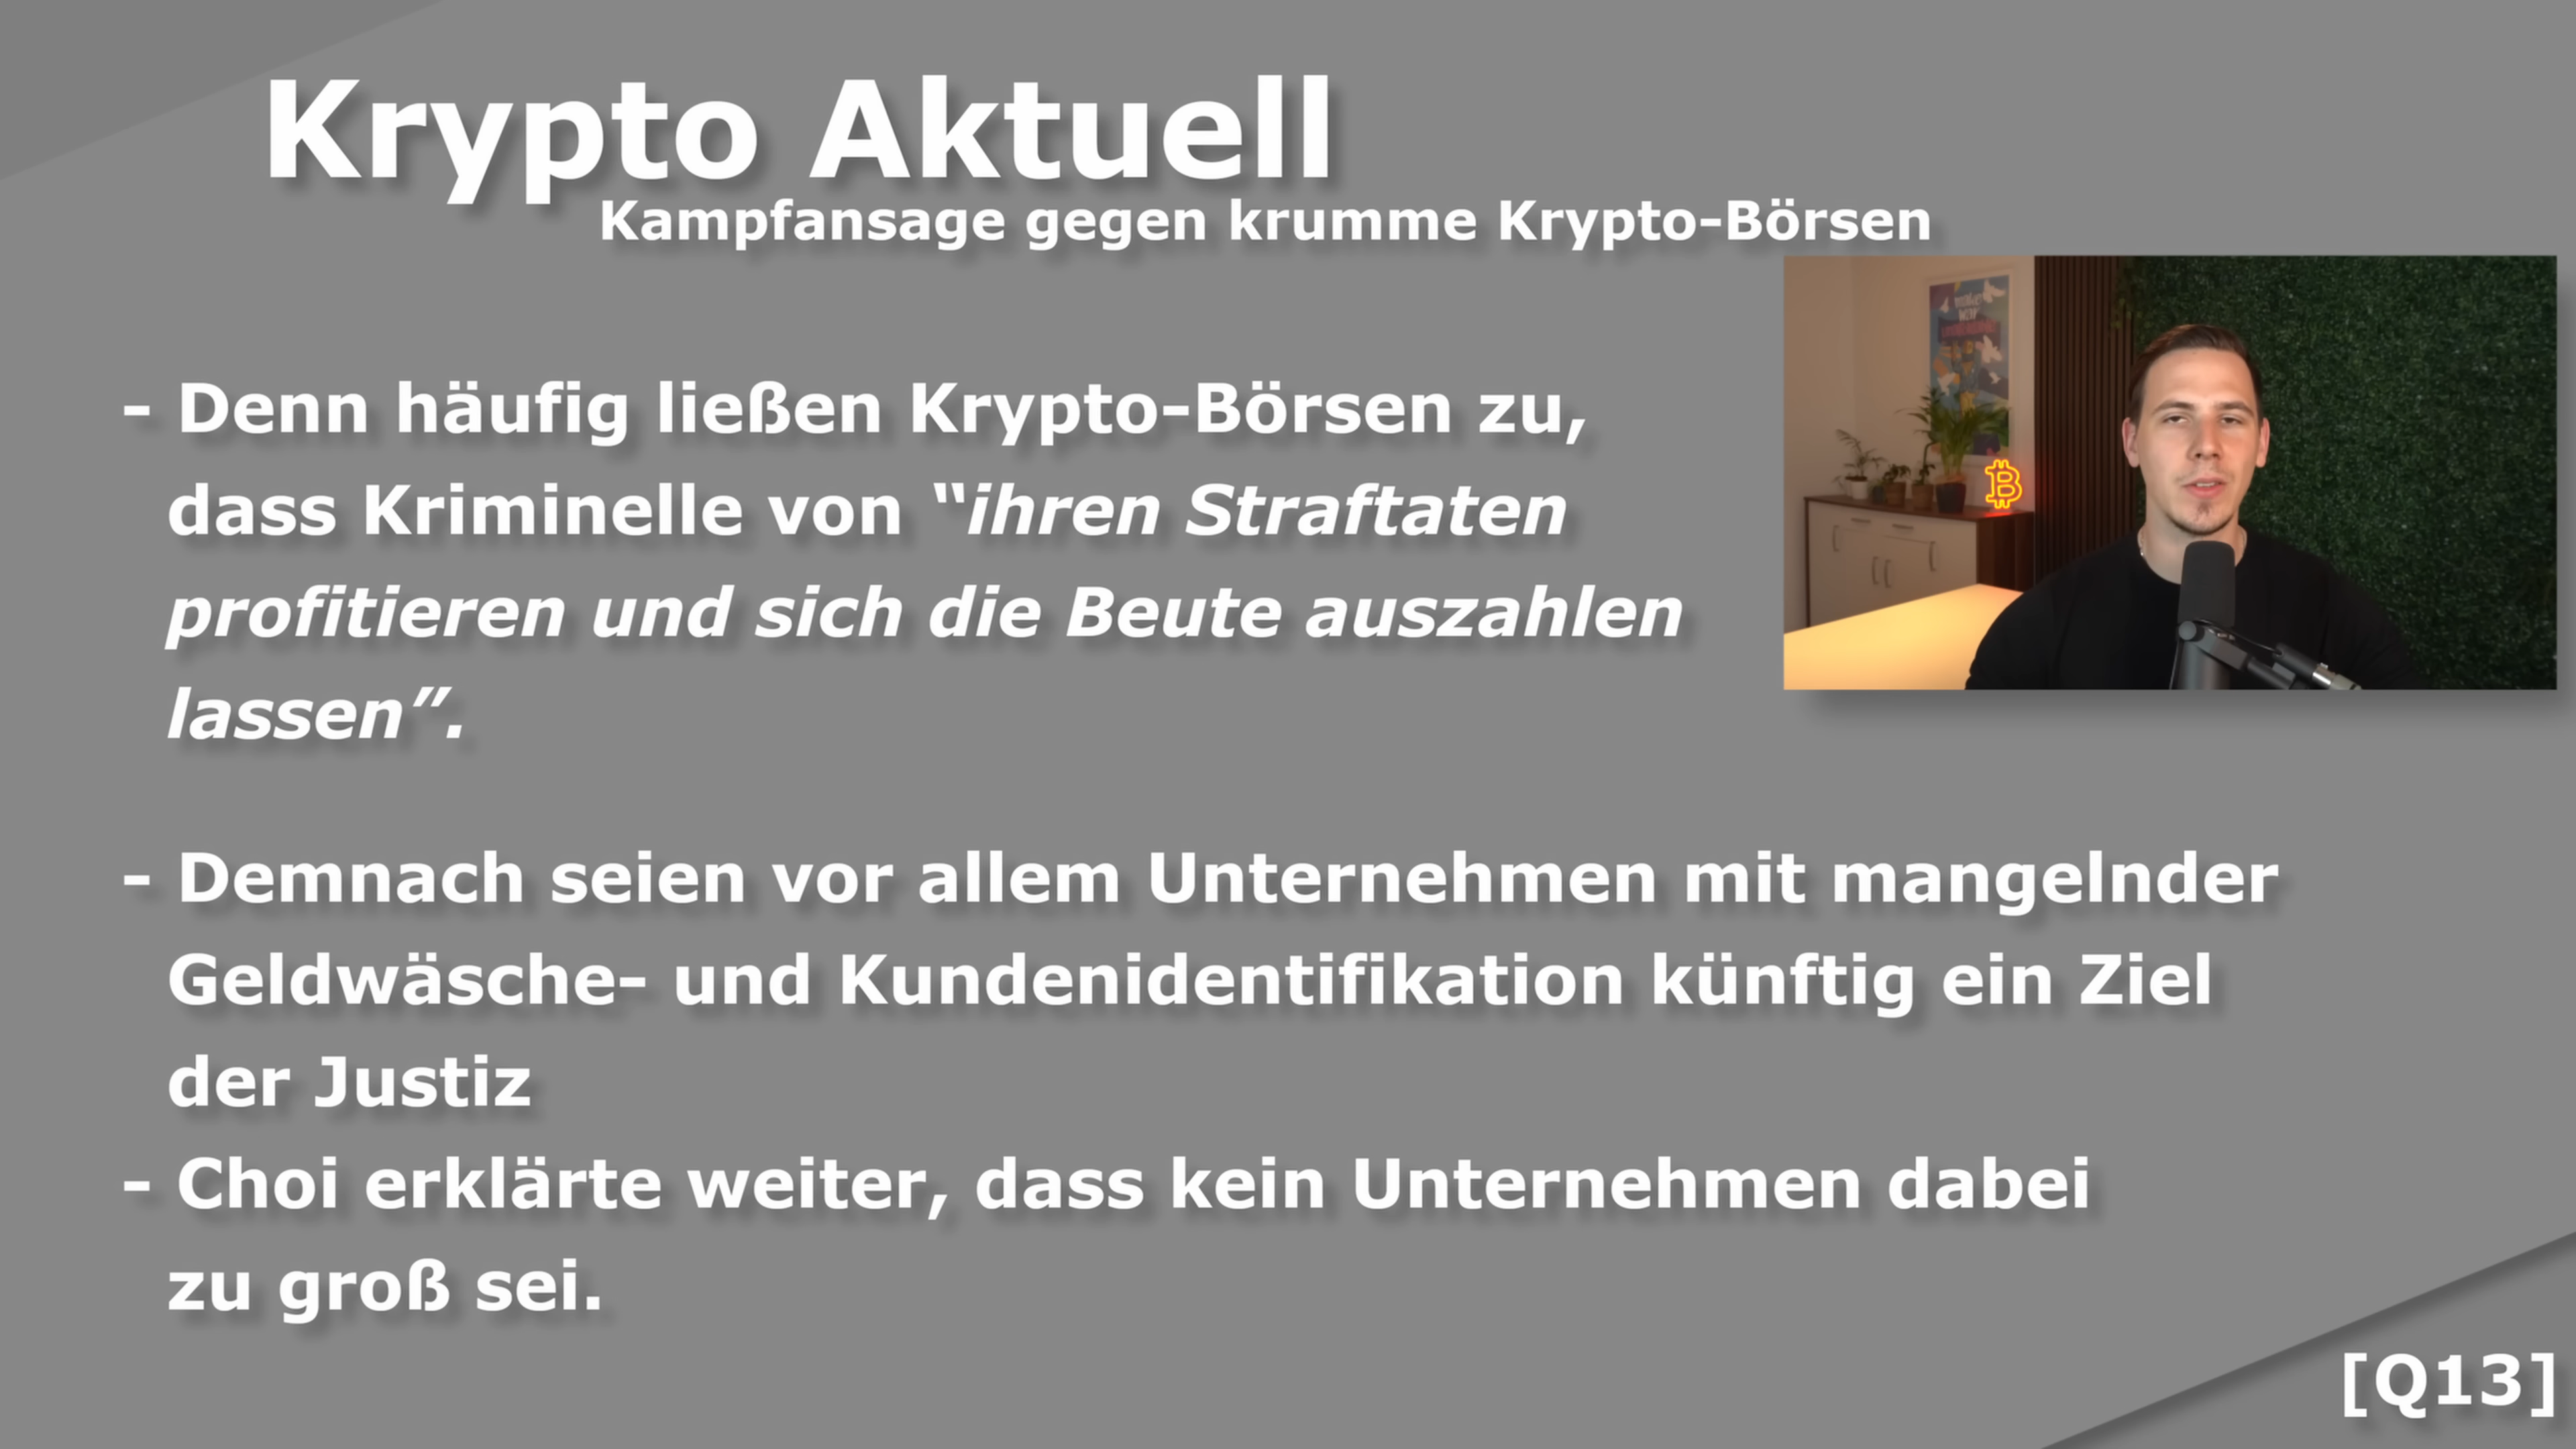 Krypto Aktuell
Kampfansage gegen krumme Krypto-Börsen
- Denn häufig ließen Krypto-Börsen zu,
dass Kriminelle von “ihren Straftaten
profitieren und sich die Beute auszahlen
lassen”.
- Demnach seien vor allem Unternehmen mit mangelnder
Geldwäsche- und Kundenidentifikation künftig ein Ziel
der Justiz
- Choi erklärte weiter, dass kein Unternehmen dabei
zu groß sei.
[Q13]